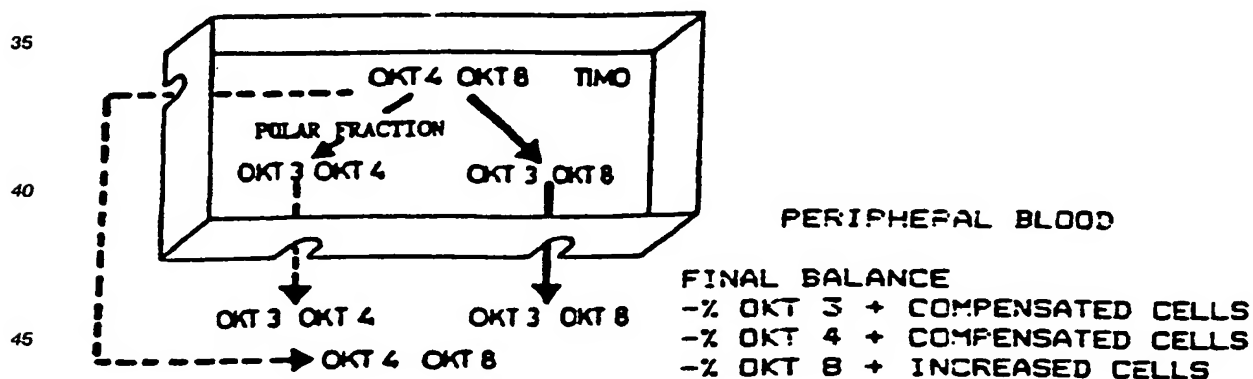 35
OKT 4 OKT 8 TIMO
POLAR FRACTION
OKT 3 OKT 4 OKT 3 OKT 8
40
PERIPHERAL BLOOD
FINAL BALANCE
OKT 3 OKT 4 OKT 3 OKT 8
-% OKT 3 + COMPENSATED CELLS
45
-% OKT 4 + COMPENSATED CELLS
OKT 4 OKT 8
-% OKT 8 + INCREASED CELLS